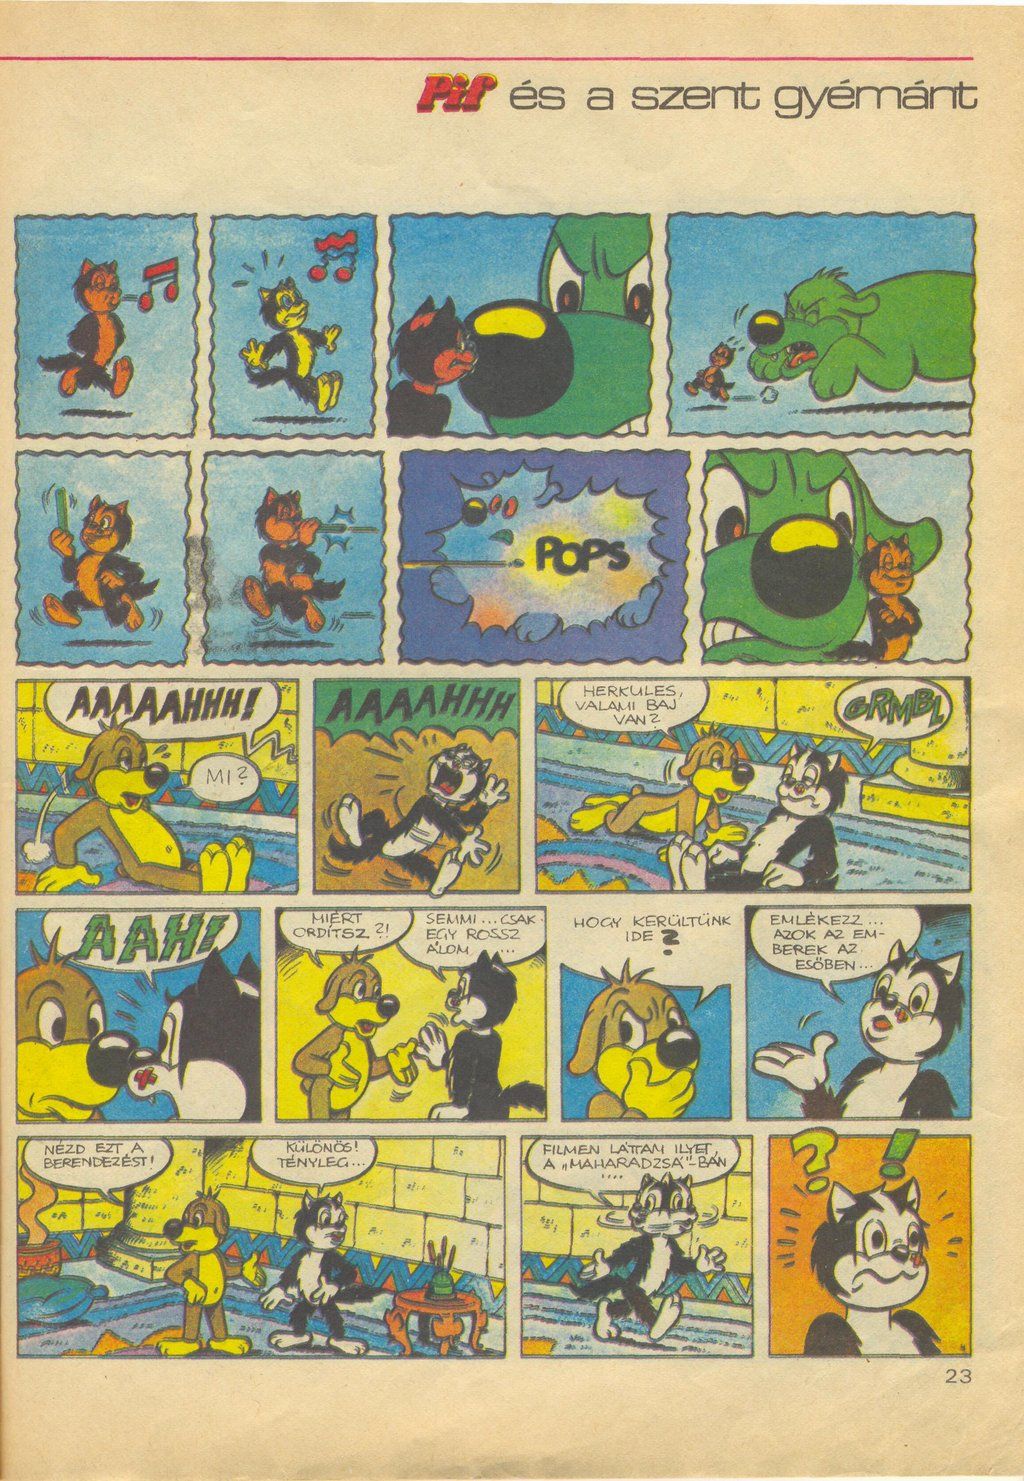 Pif és a szent gyémánt
POPS
AAAAAHHH!
MI?
AAAAHHH
HERKULES,
VALAMI BAJ
VAN?
GRMBL
AAH!
MIÉRT
ORDÍTSZ?!
SEMMI...CSAK
EGY ROSSZ
ÁLOM.....
HOGY KERÜLTÜNK
IDE?
EMLÉKEZZ...
AZOK AZ EM-
BEREK AZ
ESŐBEN...
NÉZD EZT A
BERENDEZÉST!
KÜLÖNÖS!
TÉNYLEG...
FILMEN LÁTTAM ILYET,
A „MAHARADZSA"-BAN
....
? !
23